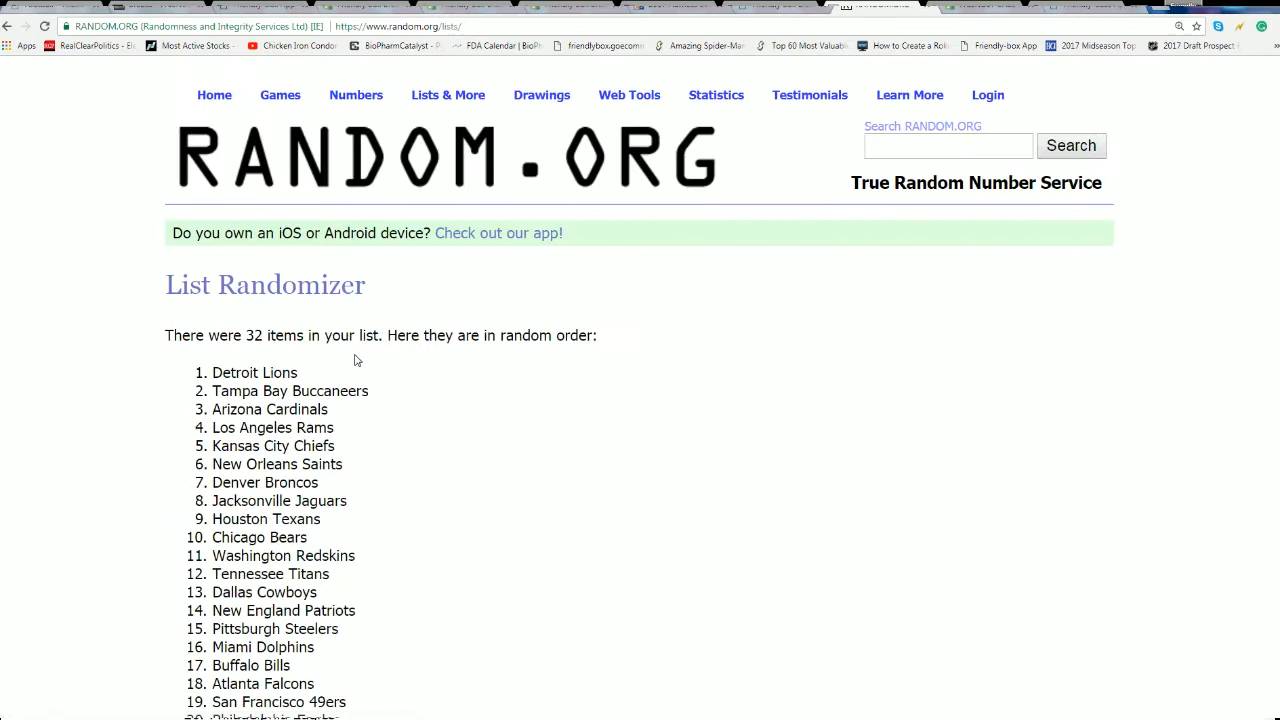 RANDOM.ORG (Randomness and Integrity Services Ltd) [IE] | https://www.random.org/lists/
Apps RealClearPolitics - Ele Most Active Stocks - Chicken Iron Condor BioPharmCatalyst - P FDA Calendar | BioPh friendlybox.goecomm Amazing Spider-Man Top 60 Most Valuable How to Create a Rol Friendly-box App 2017 Midseason Top 2017 Draft Prospect
Home Games Numbers Lists & More Drawings Web Tools Statistics Testimonials Learn More Login
RANDOM.ORG
Search RANDOM.ORG
Search
True Random Number Service
Do you own an iOS or Android device? Check out our app!
List Randomizer
There were 32 items in your list. Here they are in random order:
1. Detroit Lions
2. Tampa Bay Buccaneers
3. Arizona Cardinals
4. Los Angeles Rams
5. Kansas City Chiefs
6. New Orleans Saints
7. Denver Broncos
8. Jacksonville Jaguars
9. Houston Texans
10. Chicago Bears
11. Washington Redskins
12. Tennessee Titans
13. Dallas Cowboys
14. New England Patriots
15. Pittsburgh Steelers
16. Miami Dolphins
17. Buffalo Bills
18. Atlanta Falcons
19. San Francisco 49ers
20. Philadelphia Eagles